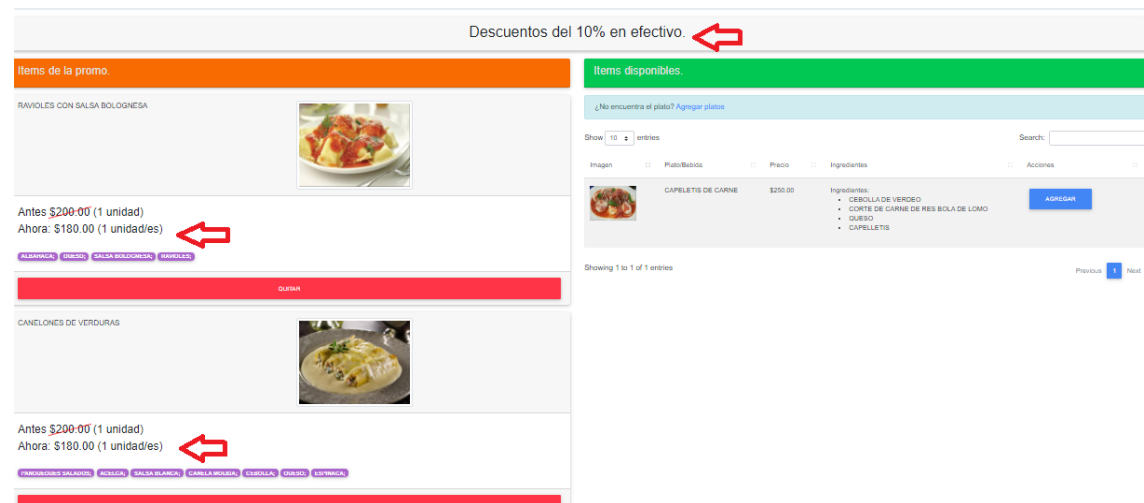 Descuentos del 10% en efectivo.
Items de la promo.
RAVIOLES CON SALSA BOLOGNESA
Antes $200.00 (1 unidad)
Ahora: $180.00 (1 unidad/es)
ALBAHACA; QUESO; SALSA BOLOGNESA; RAVIOLES;
QUITAR
CANELONES DE VERDURAS
Antes $200.00 (1 unidad)
Ahora: $180.00 (1 unidad/es)
PANQUEQUES SALADOS; ACELGA; SALSA BLANCA; CANELA MOLIDA; CEBOLLA; QUESO; ESPINACA;
Items disponibles.
¿No encuentra el plato? Agregar platos
Show 10 entries
Search:
Imagen Plato/Bebida Precio Ingredientes Acciones
CAPELETIS DE CARNE $250.00 Ingredientes: AGREGAR
CEBOLLA DE VERDEO
CORTE DE CARNE DE RES BOLA DE LOMO
QUESO
CAPELLETIS
Showing 1 to 1 of 1 entries
Previous 1 Next